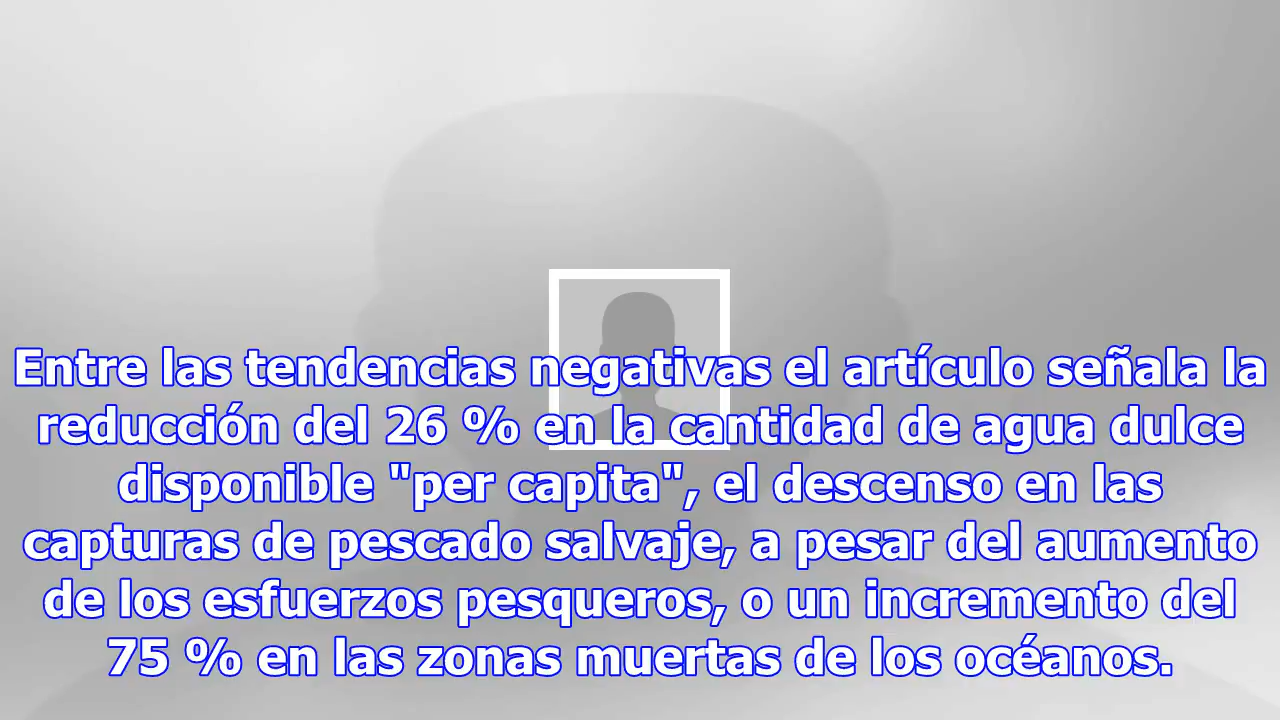 Entre las tendencias negativas el artículo señala la
reducción del 26 % en la cantidad de agua dulce
disponible "per capita", el descenso en las
capturas de pescado salvaje, a pesar del aumento
de los esfuerzos pesqueros, o un incremento del
75 % en las zonas muertas de los océanos.